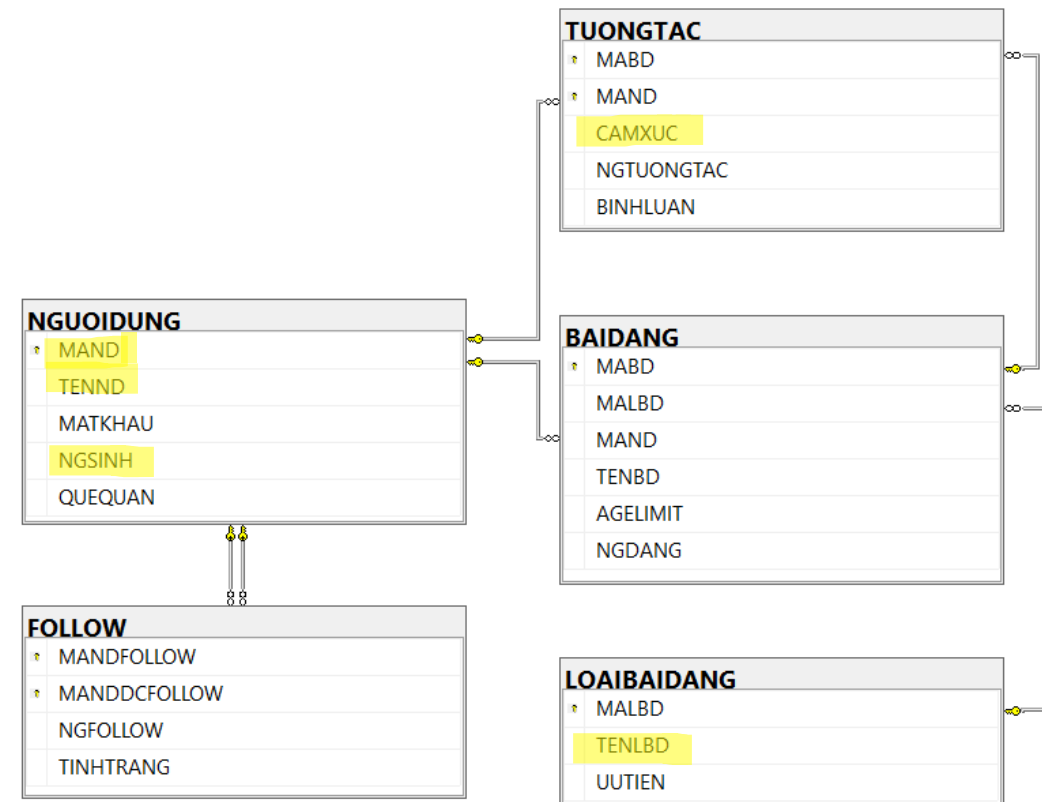 TUONGTAC
MABD
MAND
CAMXUC
NGTUONGTAC
BINHLUAN
NGUOIDUNG
MAND
TENND
MATKHAU
NGSINH
QUEQUAN
BAIDANG
MABD
MALBD
MAND
TENBD
AGELIMIT
NGDANG
FOLLOW
MANDFOLLOW
MANDDCFOLLOW
NGFOLLOW
TINHTRANG
LOAIBAIDANG
MALBD
TENLBD
UUTIEN